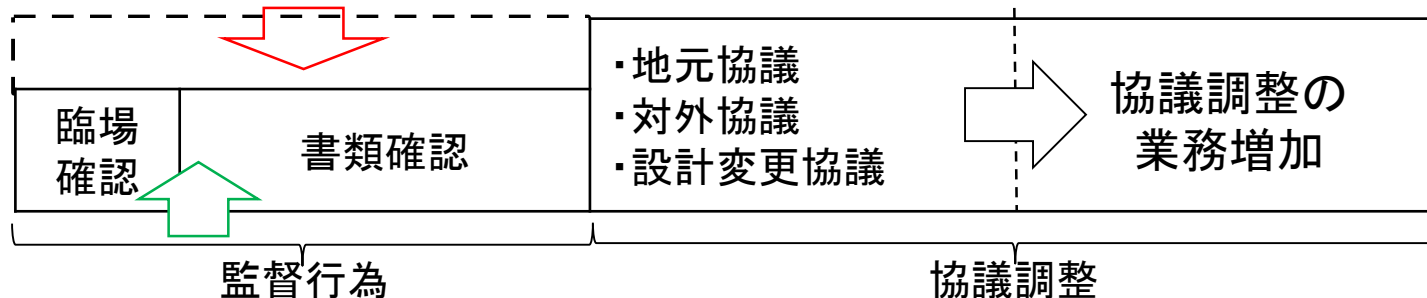 臨場
確認
書類確認
・地元協議
・対外協議
・設計変更協議
協議調整の
業務増加
監督行為
協議調整